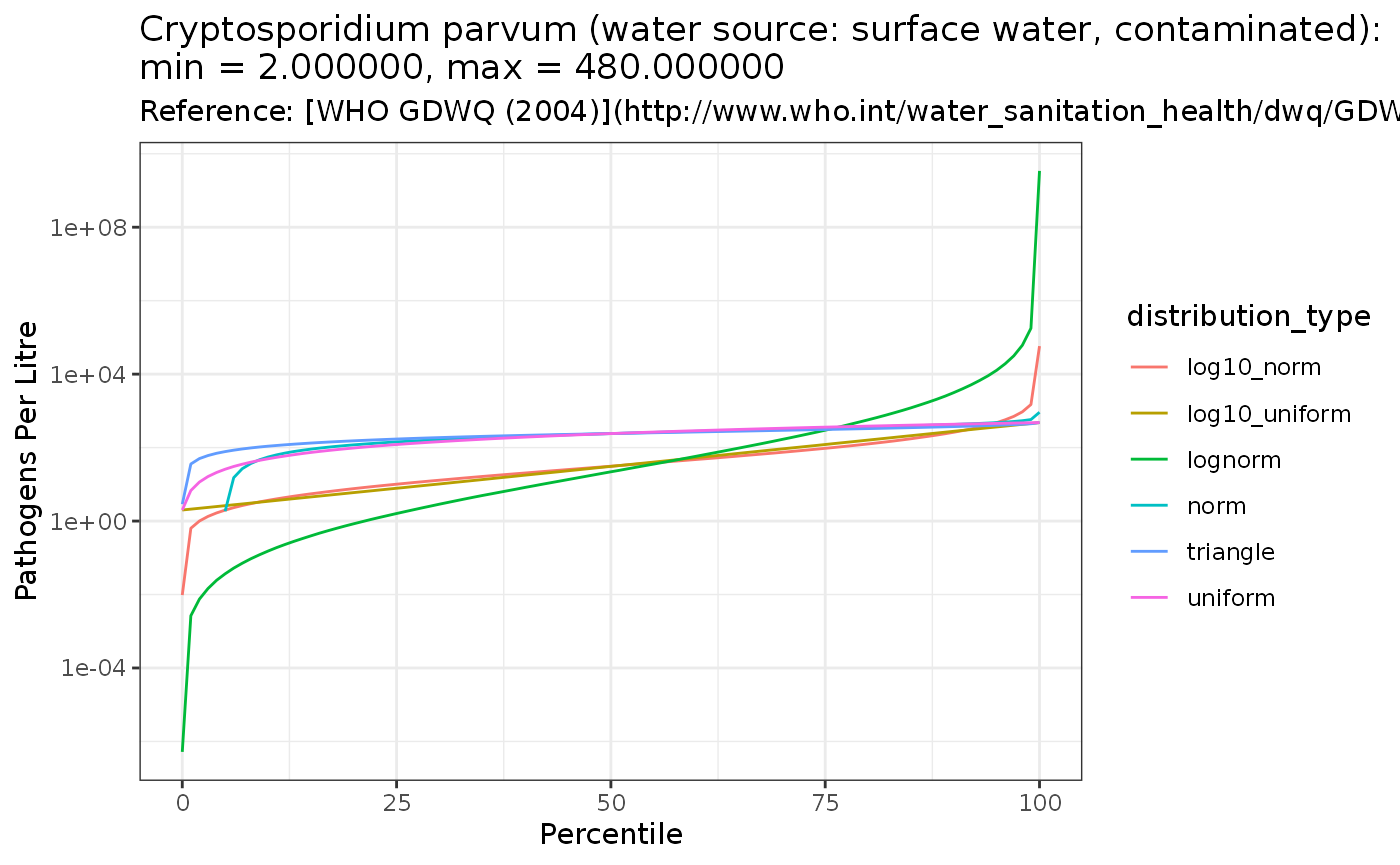 Cryptosporidium parvum (water source: surface water, contaminated):
min = 2.000000, max = 480.000000
Reference: [WHO GDWQ (2004)](http://www.who.int/water_sanitation_health/dwq/GDW
Pathogens Per Litre
1e+08
1e+04
1e+00
1e-04
0 25 50 75 100
Percentile
distribution_type
log10_norm
log10_uniform
lognorm
norm
triangle
uniform